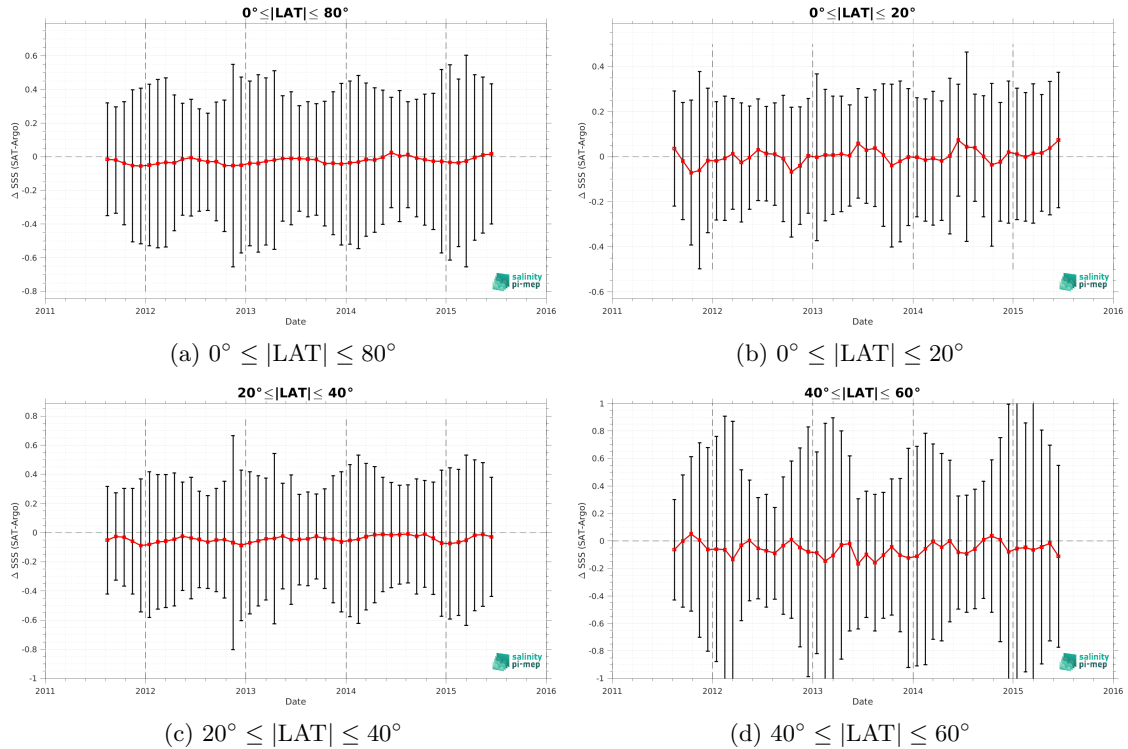 0°≤|LAT|≤ 80°
Δ SSS (SAT-Argo)
0.6
0.4
0.2
0
-0.2
-0.4
-0.6
-0.8
2011
2012
2013
2014
2015
2016
Date
salinity
pi-mep
(a) 0° ≤ |LAT| ≤ 80°
0°≤|LAT|≤ 20°
Δ SSS (SAT-Argo)
0.4
0.2
0
-0.2
-0.4
-0.6
2011
2012
2013
2014
2015
2016
Date
salinity
pi-mep
(b) 0° ≤ |LAT| ≤ 20°
20°≤|LAT|≤ 40°
Δ SSS (SAT-Argo)
0.8
0.6
0.4
0.2
0
-0.2
-0.4
-0.6
-0.8
-1
2011
2012
2013
2014
2015
2016
Date
salinity
pi-mep
(c) 20° ≤ |LAT| ≤ 40°
40°≤|LAT|≤ 60°
Δ SSS (SAT-Argo)
1
0.8
0.6
0.4
0.2
0
-0.2
-0.4
-0.6
-0.8
-1
2011
2012
2013
2014
2015
2016
Date
salinity
pi-mep
(d) 40° ≤ |LAT| ≤ 60°